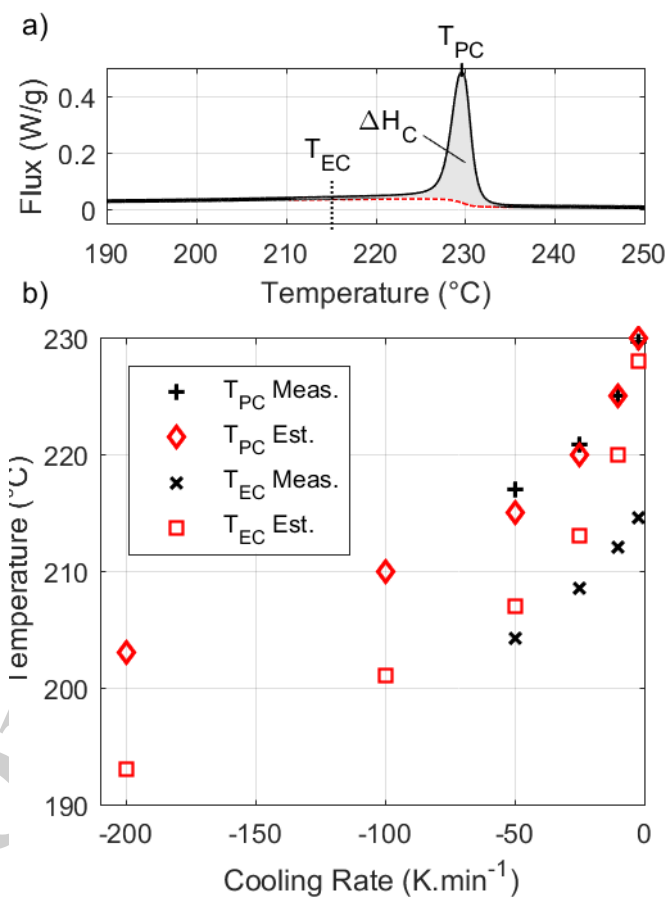 a)
T_PC
Flux (W/g)
0.4
0.2
0
ΔH_C
T_EC
190
200
210
220
230
240
250
Temperature (°C)
b)
Temperature (°C)
230
220
210
200
190
T_PC Meas.
T_PC Est.
T_EC Meas.
T_EC Est.
-200
-150
-100
-50
0
Cooling Rate (K.min⁻¹)